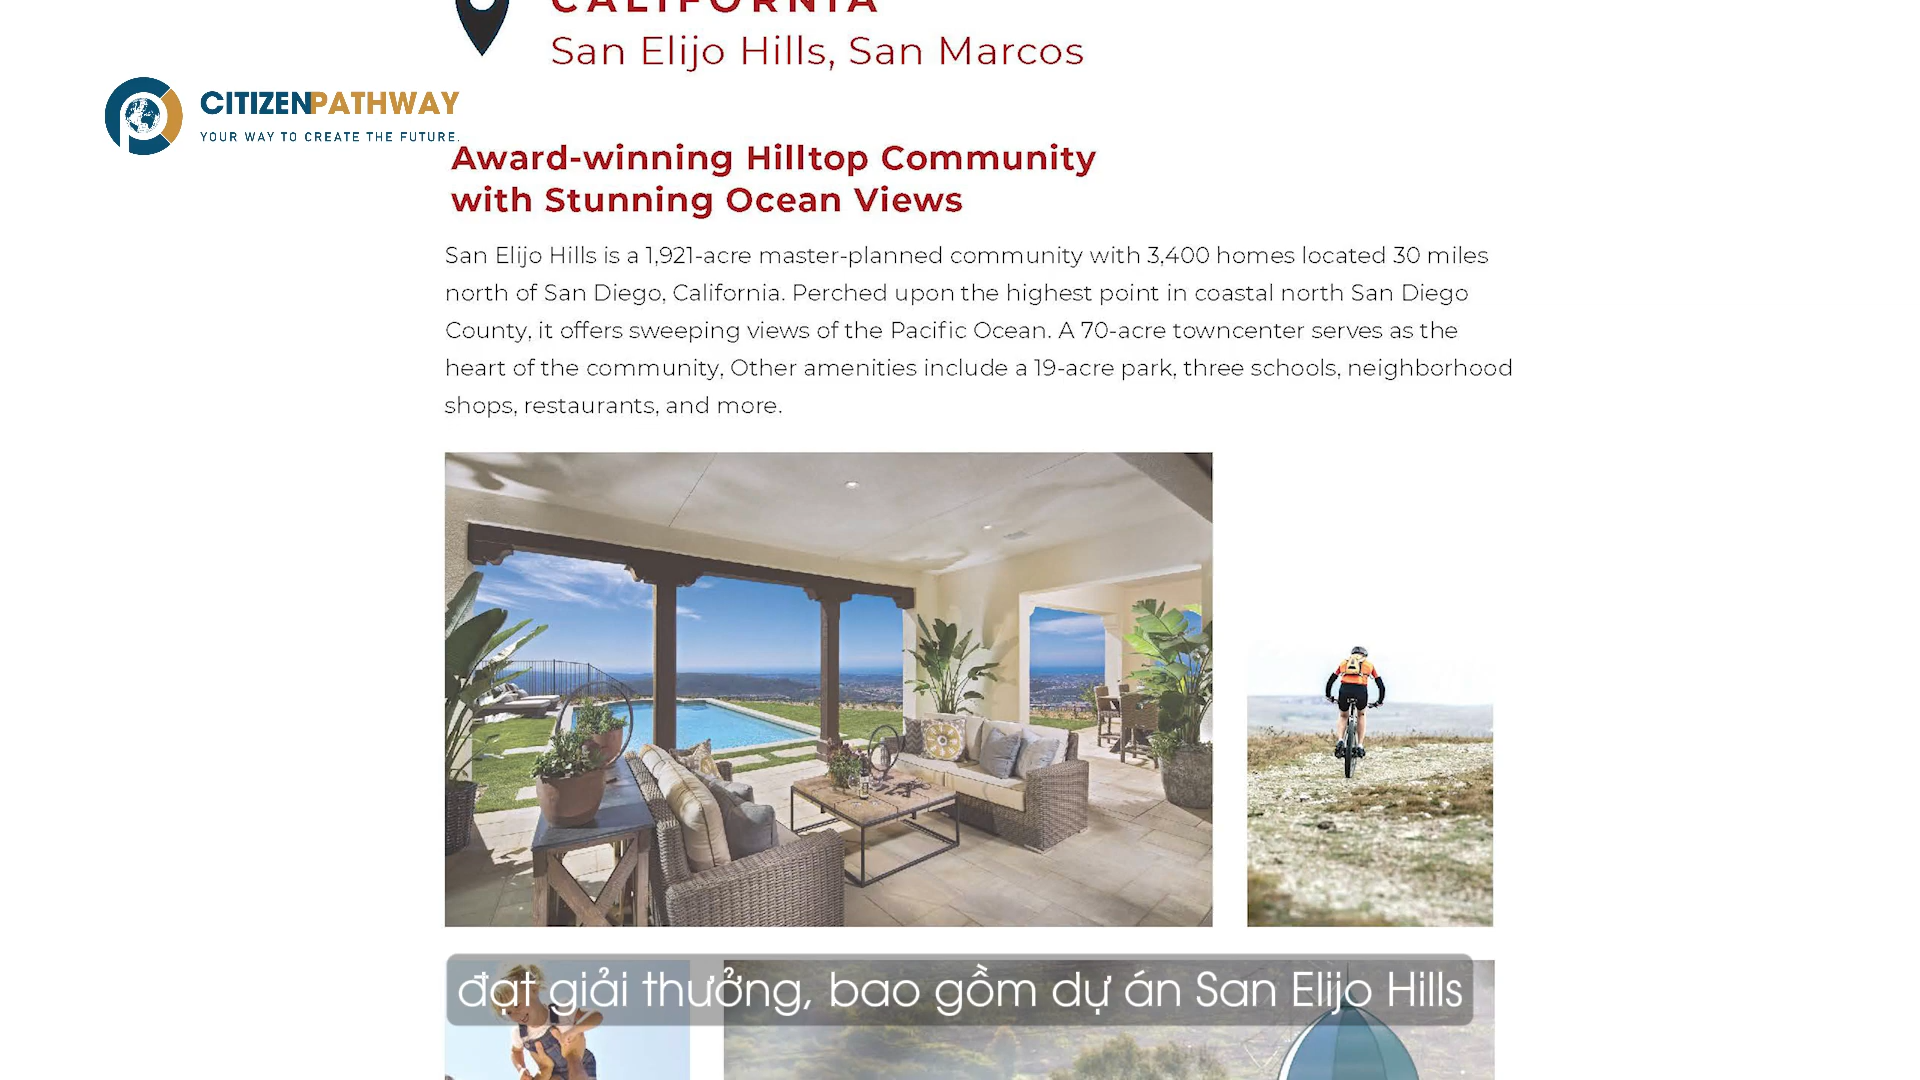 CALIFORNIA
San Elijo Hills, San Marcos
CITIZENPATHWAY
YOUR WAY TO CREATE THE FUTURE.
Award-winning Hilltop Community
with Stunning Ocean Views
San Elijo Hills is a 1,921-acre master-planned community with 3,400 homes located 30 miles
north of San Diego, California. Perched upon the highest point in coastal north San Diego
County, it offers sweeping views of the Pacific Ocean. A 70-acre towncenter serves as the
heart of the community, Other amenities include a 19-acre park, three schools, neighborhood
shops, restaurants, and more.
đạt giải thưởng, bao gồm dự án San Elijo Hills